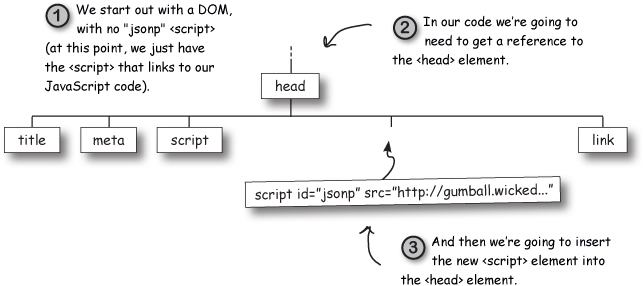 1 We start out with a DOM,
with no "jsonp" <script>
(at this point, we just have
the <script> that links to our
JavaScript code).
2 In our code we're going to
need to get a reference to
the <head> element.
head
title
meta
script
link
script id="jsonp" src="http://gumball.wicked..."
3 And then we're going to insert
the new <script> element into
the <head> element.